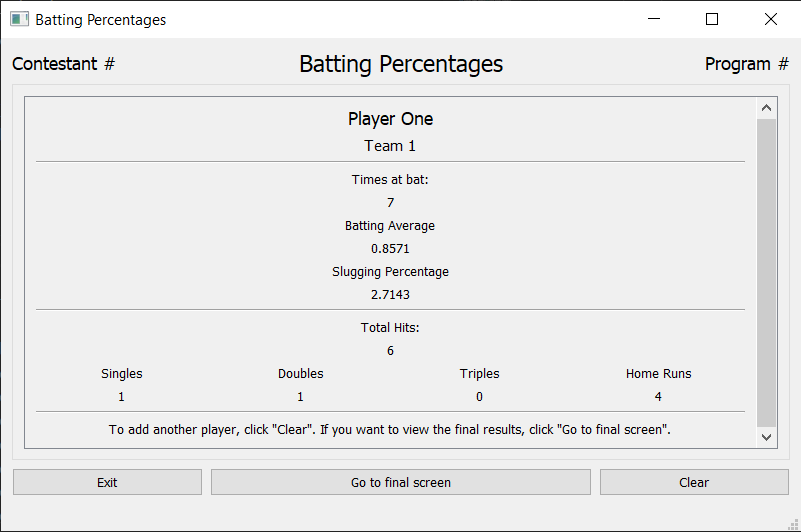 Batting Percentages
Contestant # Batting Percentages Program #
Player One
Team 1
Times at bat:
7
Batting Average
0.8571
Slugging Percentage
2.7143
Total Hits:
6
Singles Doubles Triples Home Runs
1 1 0 4
To add another player, click "Clear". If you want to view the final results, click "Go to final screen".
Exit Go to final screen Clear